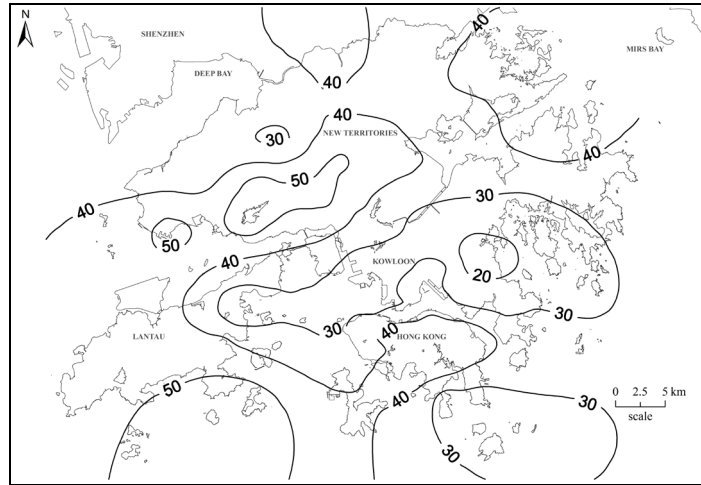 N
SHENZHEN
MIRS BAY
40
DEEP BAY
40
40
30
NEW TERRITORIES
40
50
30
40
50
40
KOWLOON
20
30
30
40
LANTAU
HONG KONG
50
0 2.5 5 km
scale
40
30
30